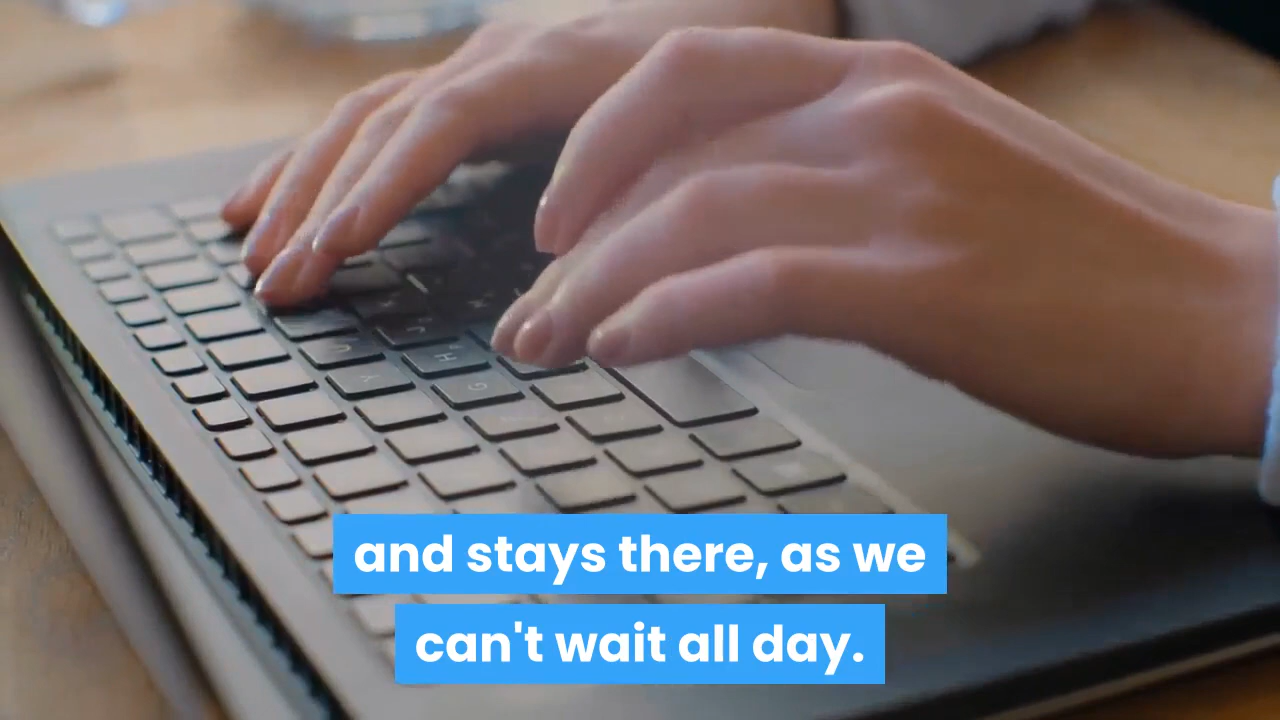 and stays there, as we
can't wait all day.